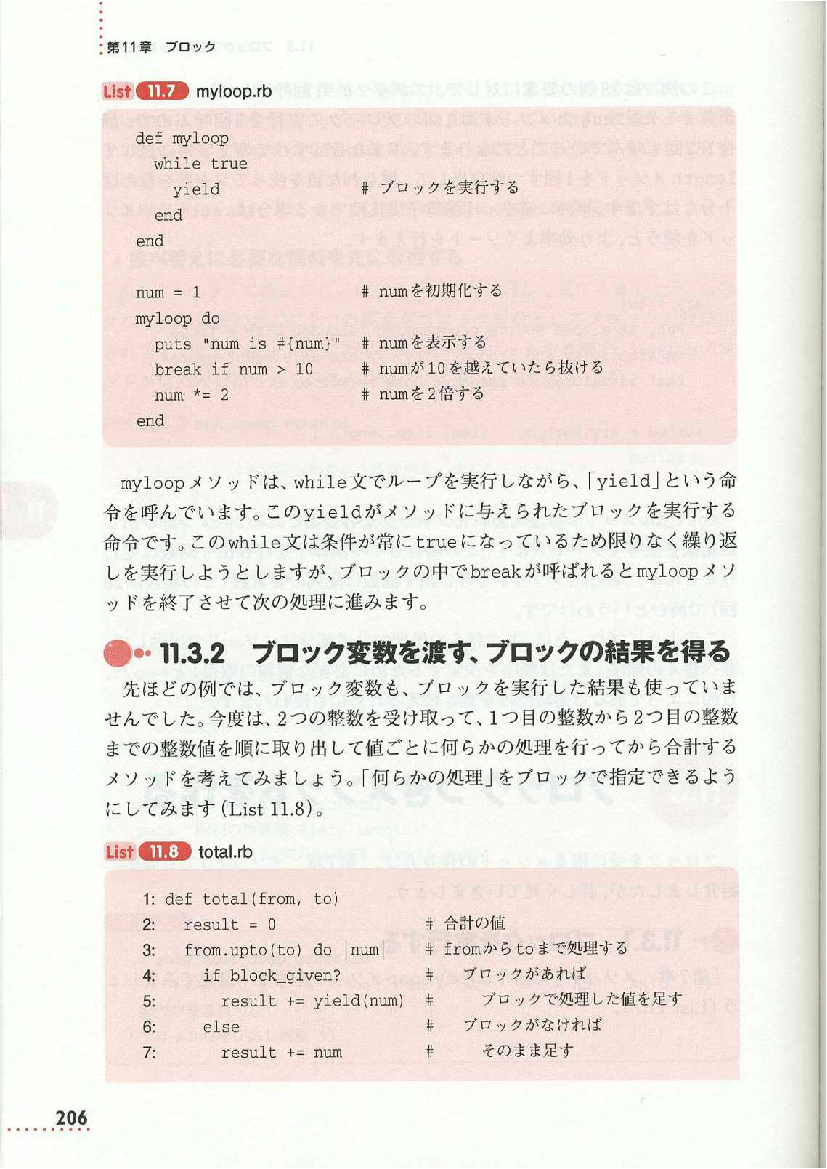 第11章 ブロック
List 11.7 myloop.rb
def myloop
  while true
    yield # ブロックを実行する
  end
end
num = 1 # numを初期化する
myloop do
  puts "num is #{num}" # numを表示する
  break if num > 10 # numが10を越えていたら抜ける
  num *= 2 # numを2倍する
end
myloopメソッドは、while文でループを実行しながら、「yield」という命
令を呼んでいます。このyieldがメソッドに与えられたブロックを実行する
命令です。このwhile文は条件が常にtrueになっているため限りなく繰り返
しを実行しようとしますが、ブロックの中でbreakが呼ばれるとmyloopメソ
ッドを終了させて次の処理に進みます。
11.3.2 ブロック変数を渡す、ブロックの結果を得る
先ほどの例では、ブロック変数も、ブロックを実行した結果も使っていま
せんでした。今度は、2つの整数を受け取って、1つ目の整数から2つ目の整数
までの整数値を順に取り出して値ごとに何らかの処理を行ってから合計する
メソッドを考えてみましょう。「何らかの処理」をブロックで指定できるよう
にしてみます(List 11.8)。
List 11.8 total.rb
1: def total(from, to)
2:   result = 0 # 合計の値
3:   from.upto(to) do |num| # fromからtoまで処理する
4:     if block_given? # ブロックがあれば
5:       result += yield(num) # ブロックで処理した値を足す
6:     else # ブロックがなければ
7:       result += num # そのまま足す
206